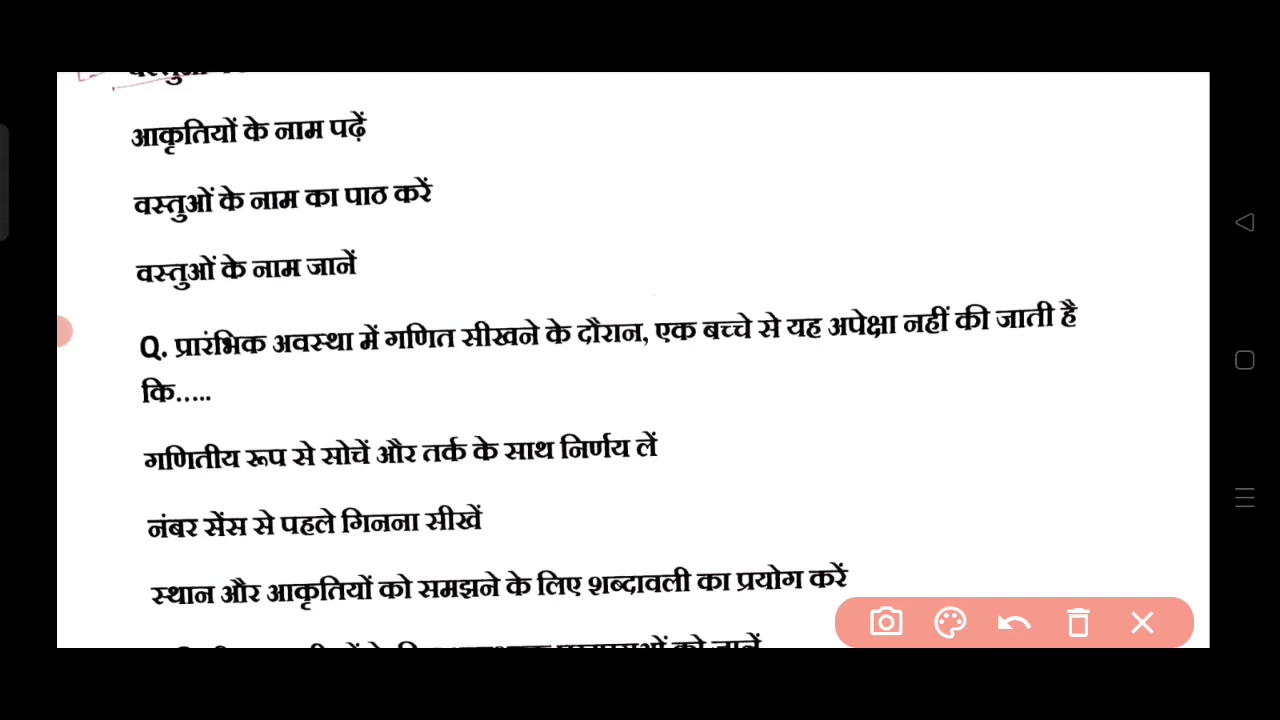 आकृतियों के नाम पढ़ें
वस्तुओं के नाम का पाठ करें
वस्तुओं के नाम जानें
Q. प्रारंभिक अवस्था में गणित सीखने के दौरान, एक बच्चे से यह अपेक्षा नहीं की जाती है
कि.....
गणितीय रूप से सोचें और तर्क के साथ निर्णय लें
नंबर सेंस से पहले गिनना सीखें
स्थान और आकृतियों को समझने के लिए शब्दावली का प्रयोग करें
को जानें